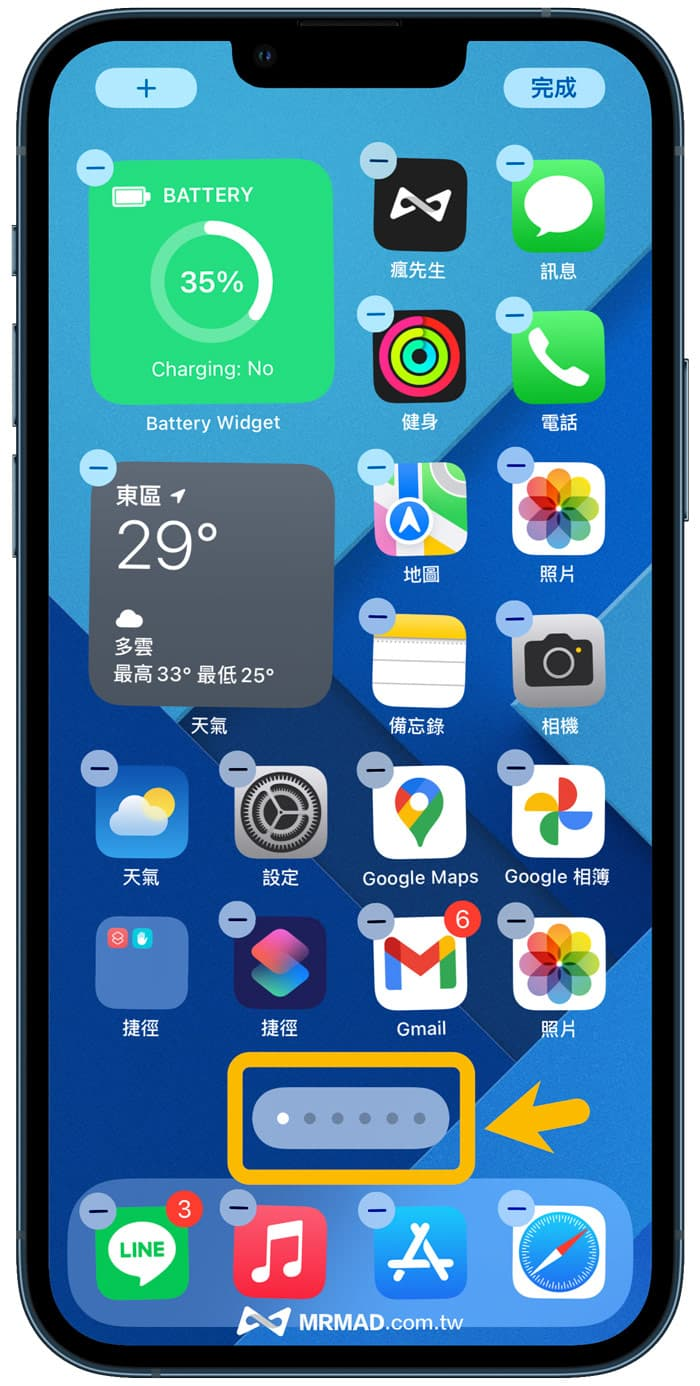 +
完成
BATTERY
35%
Charging: No
Battery Widget
瘋先生
訊息
健身
電話
東區
29°
多雲
最高 33° 最低 25°
天氣
地圖
照片
備忘錄
相機
天氣
設定
Google Maps
Google 相簿
捷徑
捷徑
6
Gmail
照片
LINE
3
MRMAD.com.tw